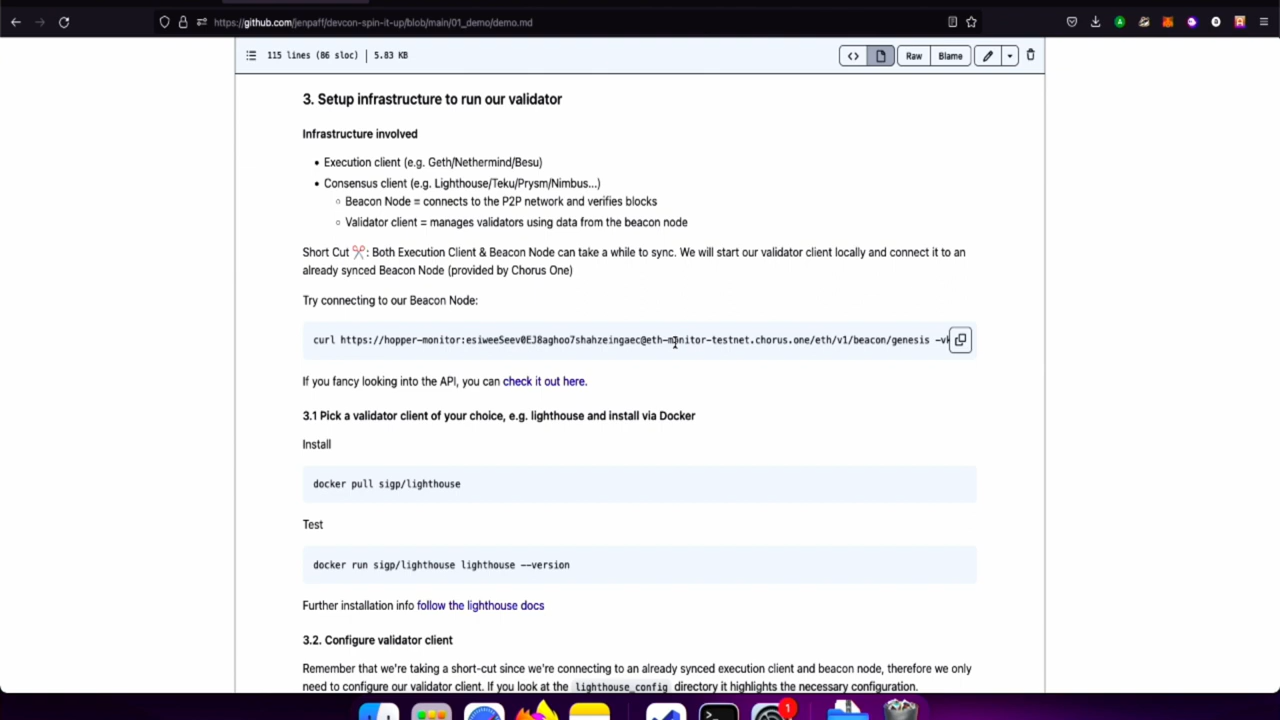 https://github.com/jenpaff/devcon-spin-it-up/blob/main/01_demo/demo.md
115 lines (86 sloc) | 5.83 KB
Raw
Blame
3. Setup infrastructure to run our validator
Infrastructure involved
Execution client (e.g. Geth/Nethermind/Besu)
Consensus client (e.g. Lighthouse/Teku/Prysm/Nimbus...)
Beacon Node = connects to the P2P network and verifies blocks
Validator client = manages validators using data from the beacon node
Short Cut ✂️: Both Execution Client & Beacon Node can take a while to sync. We will start our validator client locally and connect it to an
already synced Beacon Node (provided by Chorus One)
Try connecting to our Beacon Node:
curl https://hopper-monitor:esiweeSeev0EJ8aghoo7shahzeingaec@eth-monitor-testnet.chorus.one/eth/v1/beacon/genesis
If you fancy looking into the API, you can check it out here.
3.1 Pick a validator client of your choice, e.g. lighthouse and install via Docker
Install
docker pull sigp/lighthouse
Test
docker run sigp/lighthouse lighthouse --version
Further installation info follow the lighthouse docs
3.2. Configure validator client
Remember that we're taking a short-cut since we're connecting to an already synced execution client and beacon node, therefore we only
need to configure our validator client. If you look at the lighthouse_config directory it highlights the necessary configuration.
1